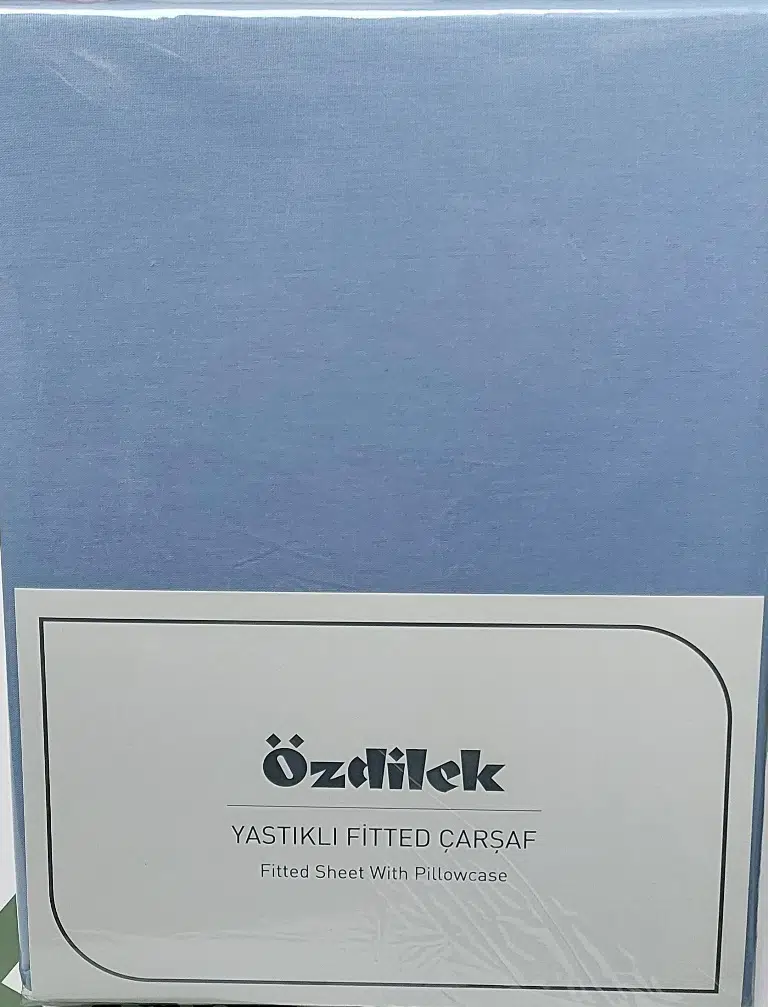 Özdilek
YASTIKLI FİTTED ÇARŞAF
Fitted Sheet With Pillowcase